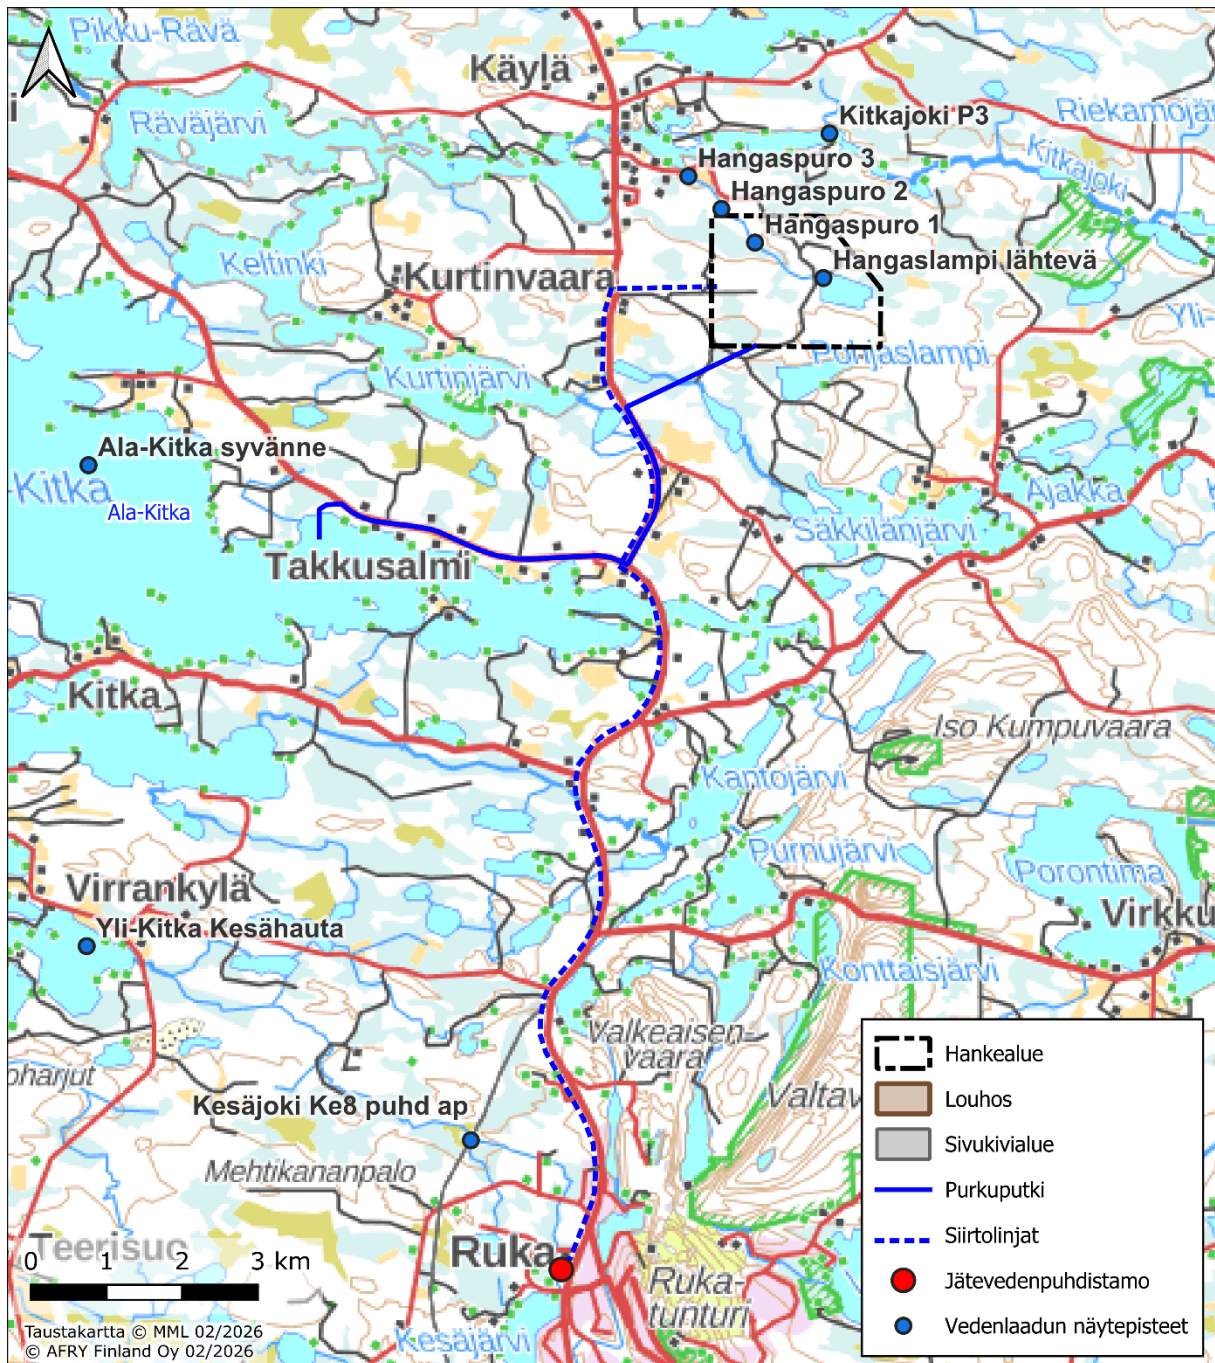 Pikku-Rävä
Käylä
i
Räväjärvi
Kitkajoki P3
Riekamojär
Hangaspuro 3
Kitkajoki
Hangaspuro 2
Hangaspuro 1
Keltinki
Kurtinvaara
Hangaslampi lähtevä
Yli-
Pohjaslampi
Kurtinjärvi
Ala-Kitka syvänne
-Kitka
Ala-Kitka
Ajakka
Säkkilänjärvi
Takkusalmi
Kitka
Iso Kumpuvaara
Kantojärvi
Purnujärvi
Porontima
Virrankylä
Virkku
Yli-Kitka Kesähauta
Konttaisjärvi
Valkeaisen-
vaara
oharjut
Valtav
Kesäjoki Ke8 puhd ap
Mehtikananpalo
Teerisuo
Ruka
Ruka-
tunturi
Kesäjärvi
0 1 2 3 km
Taustakartta © MML 02/2026
© AFRY Finland Oy 02/2026
Hankealue
Louhos
Sivukivialue
Purkuputki
Siirtolinjat
Jätevedenpuhdistamo
Vedenlaadun näytepisteet